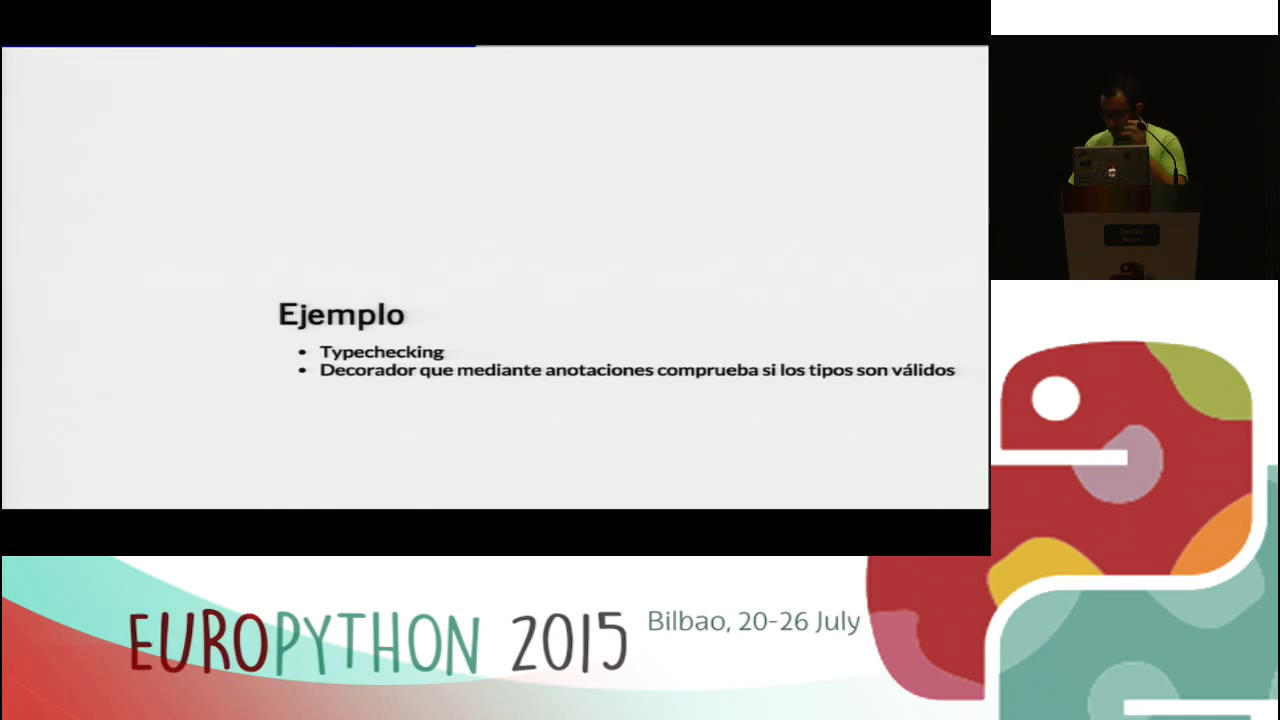 Ejemplo
• Typechecking
• Decorador que mediante anotaciones comprueba si los tipos son válidos
EUROPYTHON 2015
Bilbao, 20-26 July